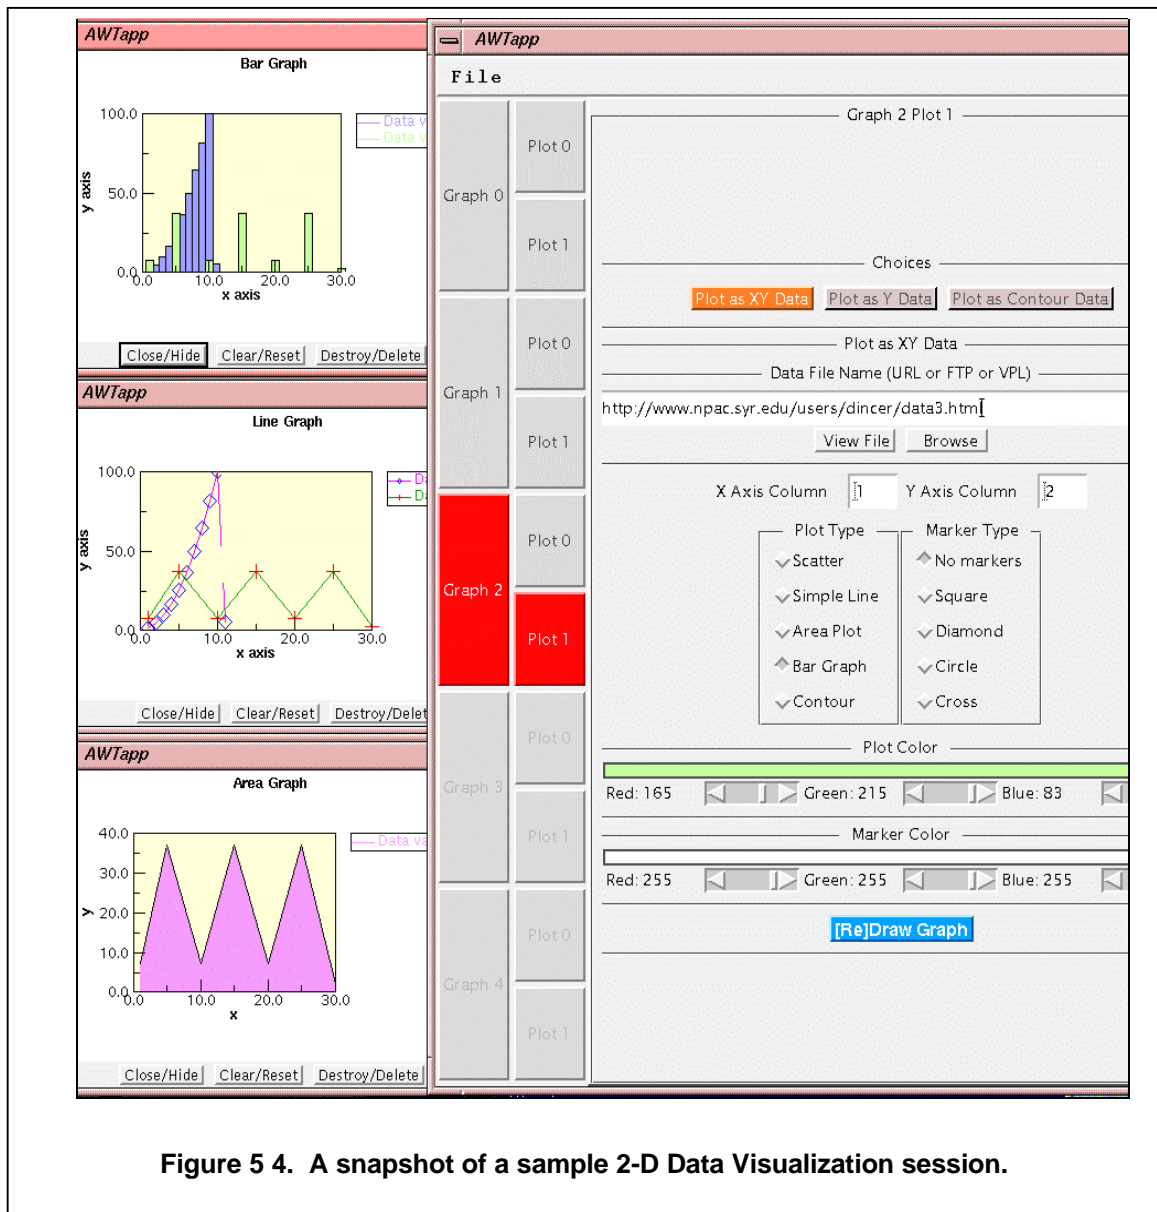 AWTapp
Bar Graph
100.0
50.0
0.0
y axis
0.0 10.0 20.0 30.0
x axis
Data v
Data v
Close/Hide Clear/Reset Destroy/Delete
AWTapp
Line Graph
100.0
50.0
0.0
y axis
0.0 10.0 20.0 30.0
x axis
D
D
Close/Hide Clear/Reset Destroy/Delet
AWTapp
Area Graph
40.0
30.0
20.0
10.0
0.0
y
0.0 10.0 20.0 30.0
x
Data va
Close/Hide Clear/Reset Destroy/Delete
AWTapp
File
Graph 0
Plot 0
Plot 1
Graph 1
Plot 0
Plot 1
Graph 2
Plot 0
Plot 1
Graph 3
Plot 0
Plot 1
Graph 4
Plot 0
Plot 1
Graph 2 Plot 1
Choices
Plot as XY Data Plot as Y Data Plot as Contour Data
Plot as XY Data
Data File Name (URL or FTP or VPL)
http://www.npac.syr.edu/users/dincer/data3.htm
View File Browse
X Axis Column 1 Y Axis Column 2
Plot Type Marker Type
Scatter No markers
Simple Line Square
Area Plot Diamond
Bar Graph Circle
Contour Cross
Plot Color
Red: 165 Green: 215 Blue: 83
Marker Color
Red: 255 Green: 255 Blue: 255
[Re]Draw Graph
Figure 5 4. A snapshot of a sample 2-D Data Visualization session.